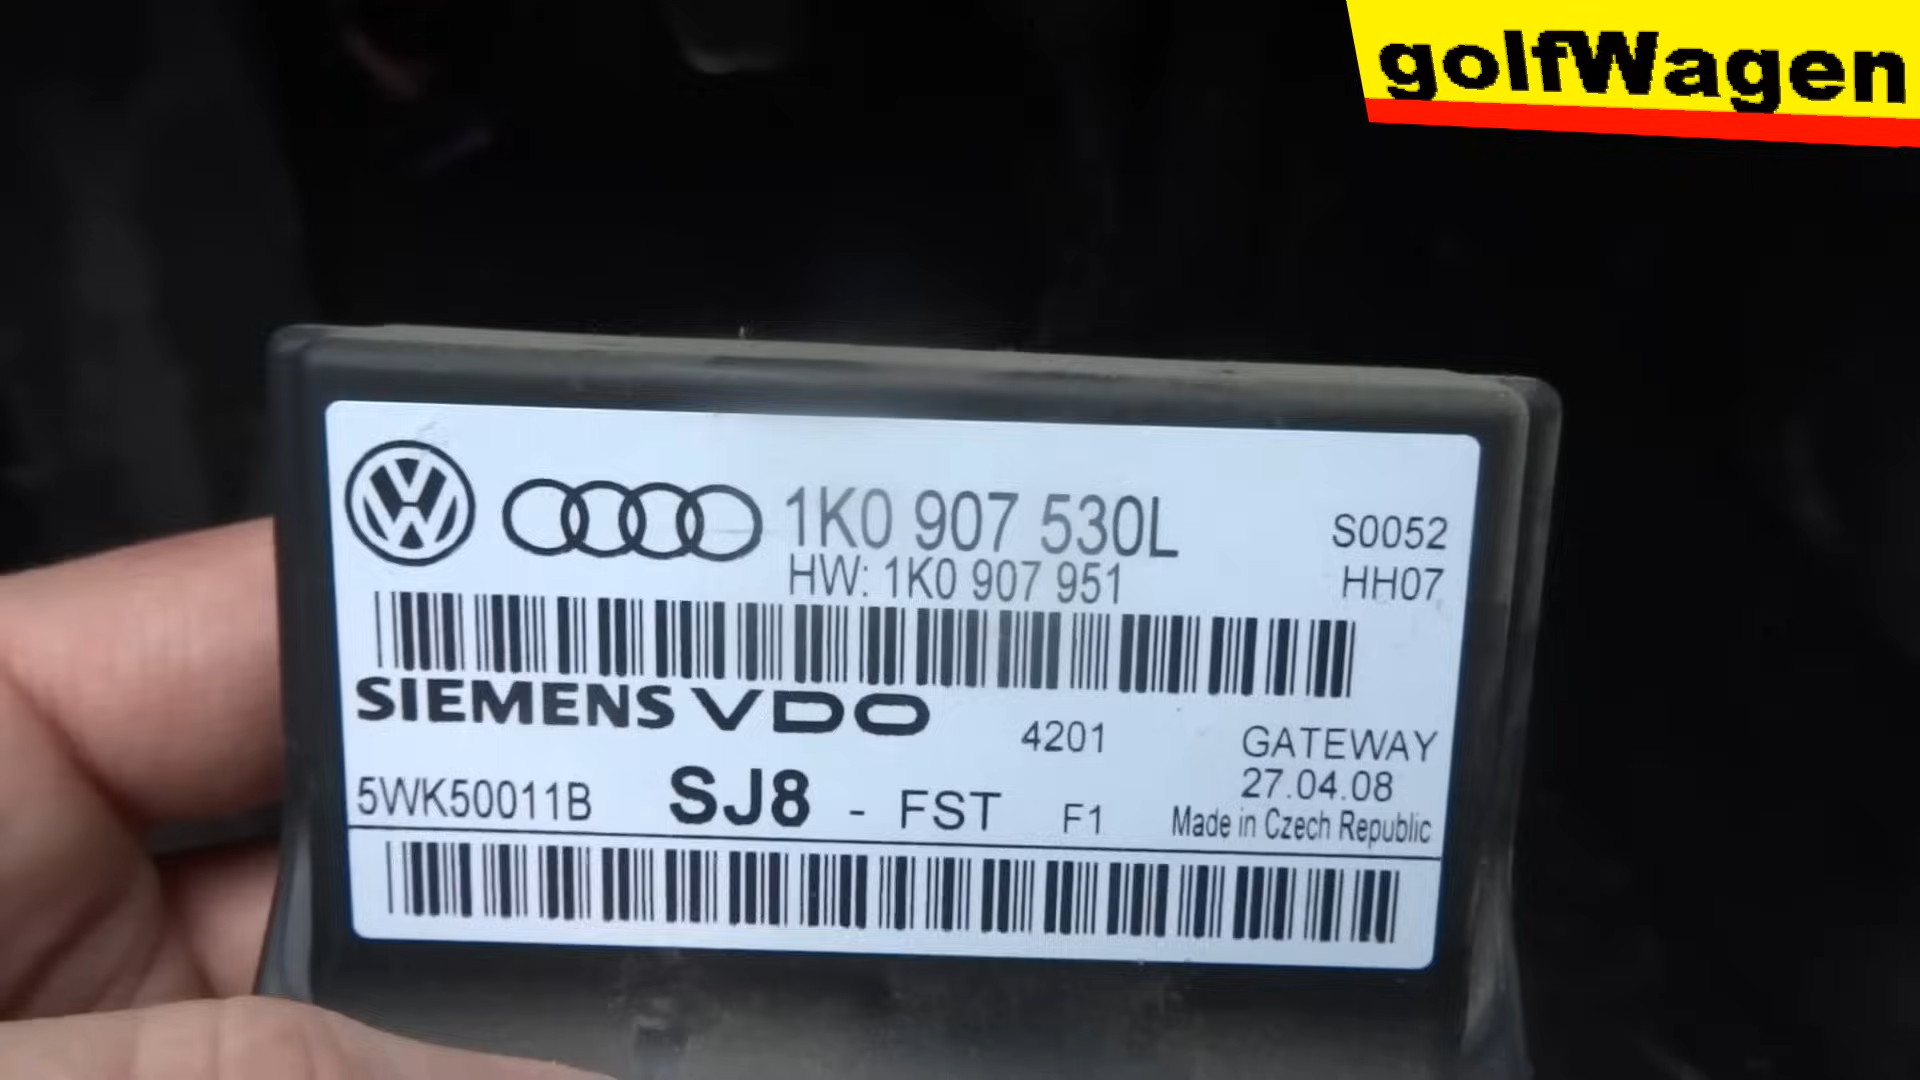 golfWagen
1K0 907 530L
S0052
HW: 1K0 907 951
HH07
SIEMENS VDO
4201
GATEWAY
27.04.08
5WK50011B
SJ8 - FST F1
Made in Czech Republic